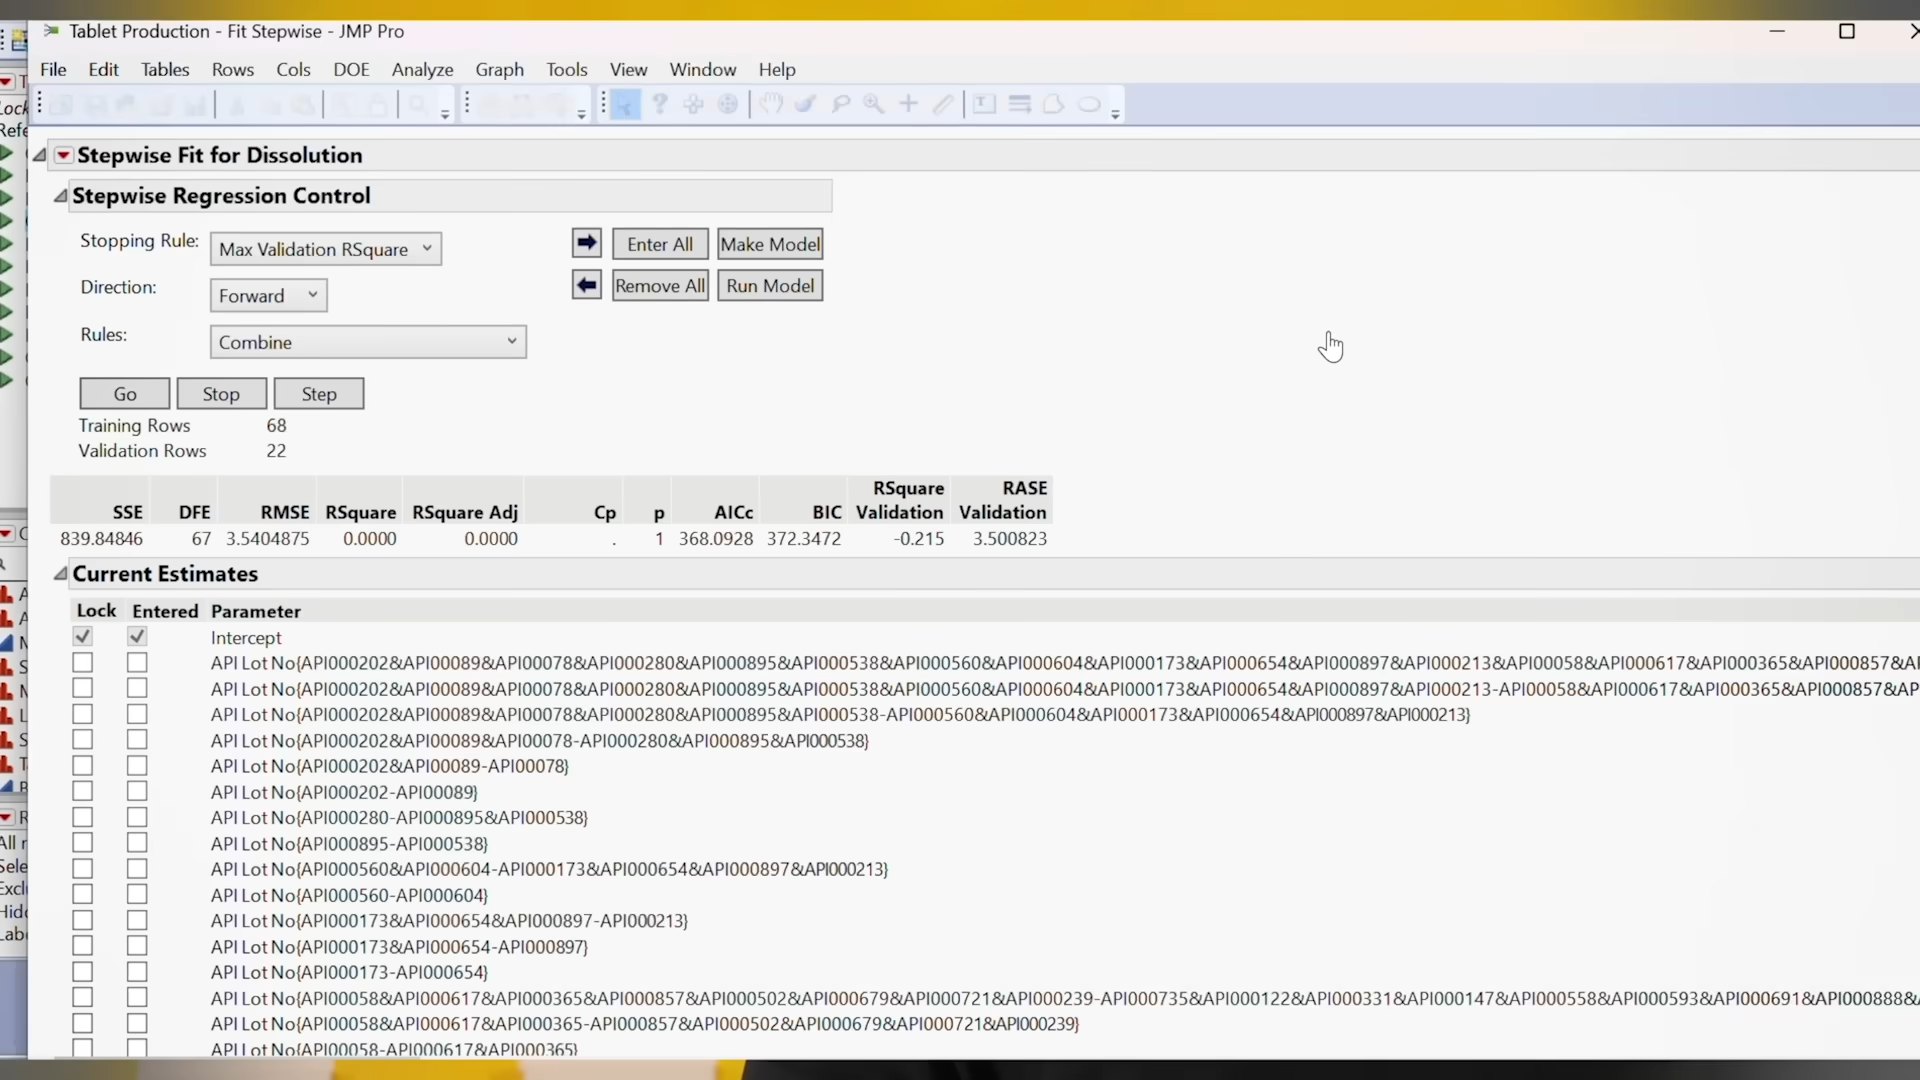 Tablet Production - Fit Stepwise - JMP Pro
File Edit Tables Rows Cols DOE Analyze Graph Tools View Window Help
Stepwise Fit for Dissolution
Stepwise Regression Control
Stopping Rule: Max Validation RSquare
Enter All Make Model
Direction: Forward
Remove All Run Model
Rules: Combine
Go Stop Step
Training Rows 68
Validation Rows 22
SSE DFE RMSE RSquare RSquare Adj Cp p AICc BIC RSquare Validation RASE Validation
839.84846 67 3.5404875 0.0000 0.0000 . 1 368.0928 372.3472 -0.215 3.500823
Current Estimates
Lock Entered Parameter
Intercept
API Lot No{API000202&API00089&API00078&API000280&API000895&API000538&API000560&API000604&API000173&API000654&API000897&API000213&API00058&API000617&API000365&API000857&AP
API Lot No{API000202&API00089&API00078&API000280&API000895&API000538&API000560&API000604&API000173&API000654&API000897&API000213-API00058&API000617&API000365&API000857&AP
API Lot No{API000202&API00089&API00078&API000280&API000895&API000538-API000560&API000604&API000173&API000654&API000897&API000213}
API Lot No{API000202&API00089&API00078-API000280&API000895&API000538}
API Lot No{API000202&API00089-API00078}
API Lot No{API000202-API00089}
API Lot No{API000280-API000895&API000538}
API Lot No{API000895-API000538}
API Lot No{API000560&API000604-API000173&API000654&API000897&API000213}
API Lot No{API000560-API000604}
API Lot No{API000173&API000654&API000897-API000213}
API Lot No{API000173&API000654-API000897}
API Lot No{API000173-API000654}
API Lot No{API00058&API000617&API000365&API000857&API000502&API000679&API000721&API000239-API000735&API000122&API000331&API000147&API000558&API000593&API000691&API000888&
API Lot No{API00058&API000617&API000365-API000857&API000502&API000679&API000721&API000239}
API Lot No{API00058-API000617&API000365}